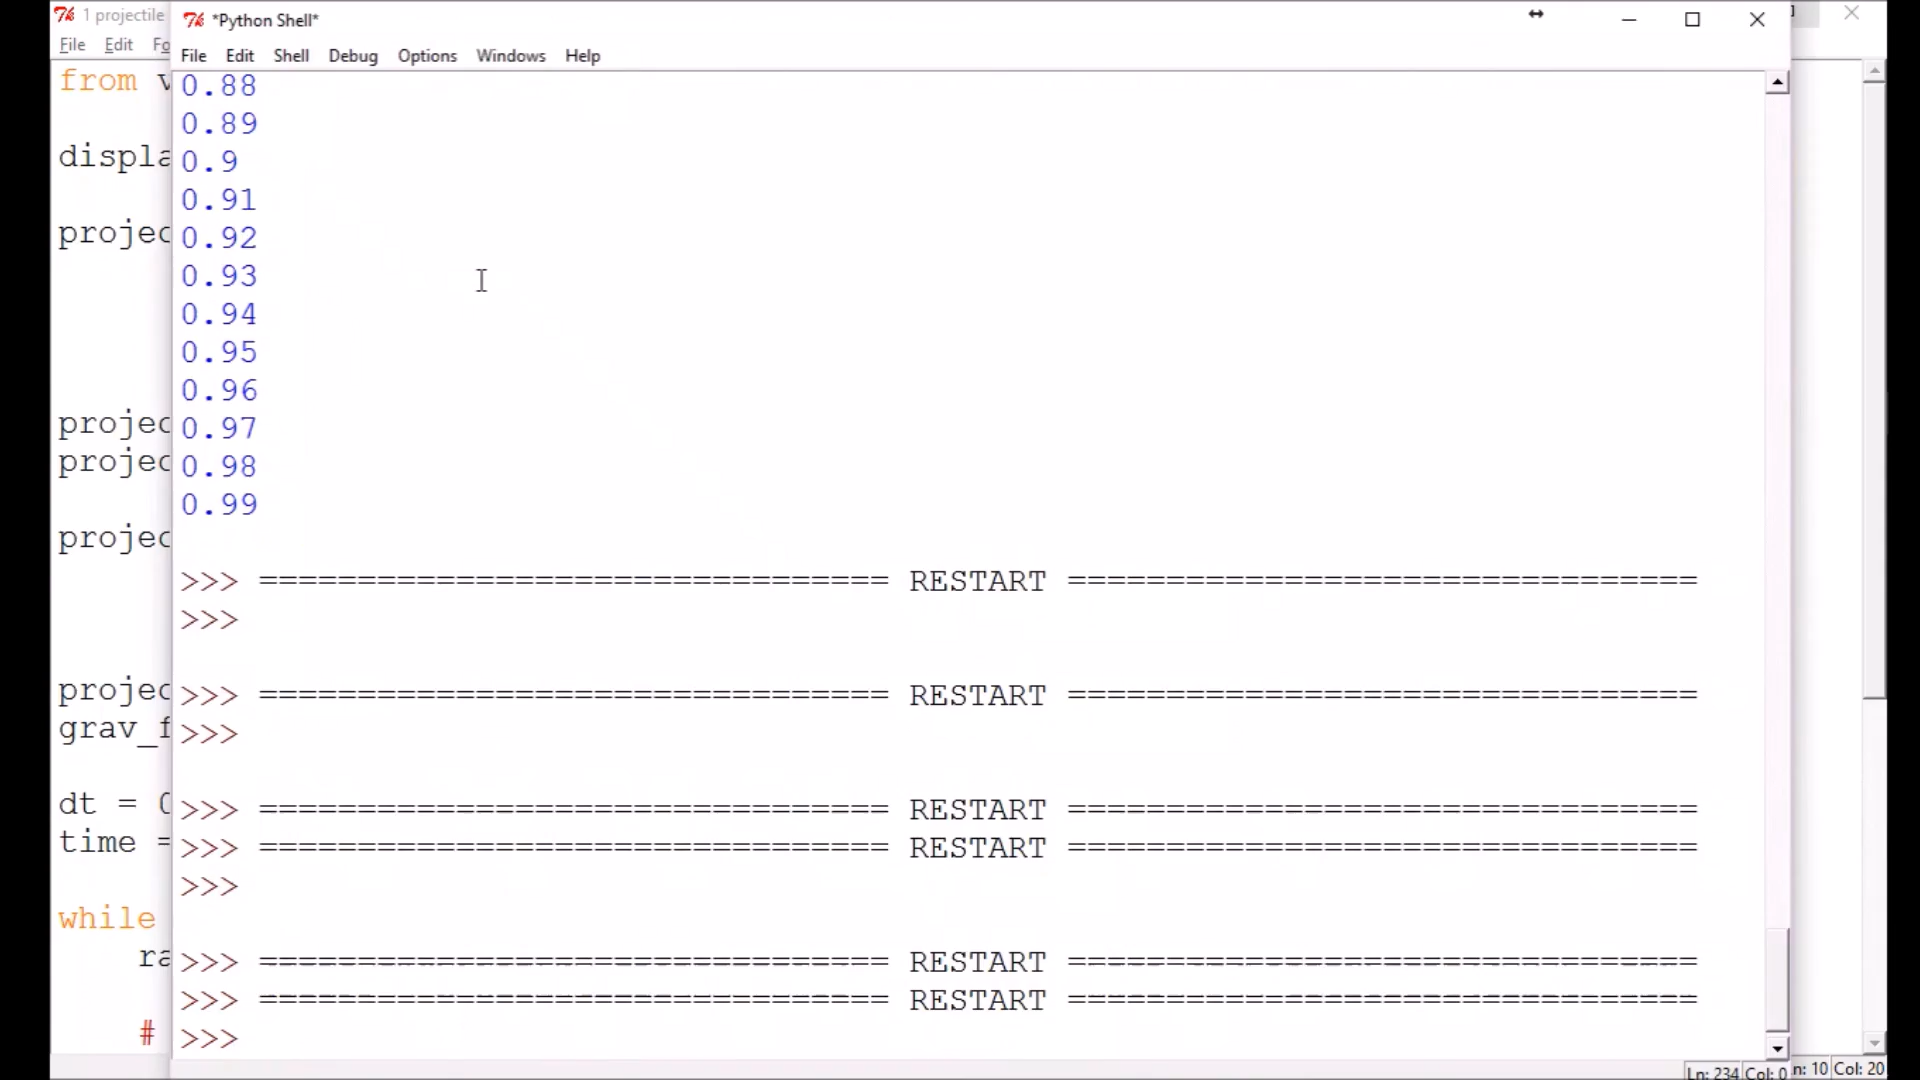 1 projectile
File Edit Fo
from v
displa
projec
projec
projec
projec
projec
grav_f
dt = 0
time =
while
ra
#
*Python Shell*
File Edit Shell Debug Options Windows Help
0.88
0.89
0.9
0.91
0.92
0.93
0.94
0.95
0.96
0.97
0.98
0.99
>>> ================================ RESTART ================================
>>>
>>> ================================ RESTART ================================
>>>
>>> ================================ RESTART ================================
>>> ================================ RESTART ================================
>>>
>>> ================================ RESTART ================================
>>> ================================ RESTART ================================
>>>
Ln: 234 Col: 0
n: 10 Col: 20